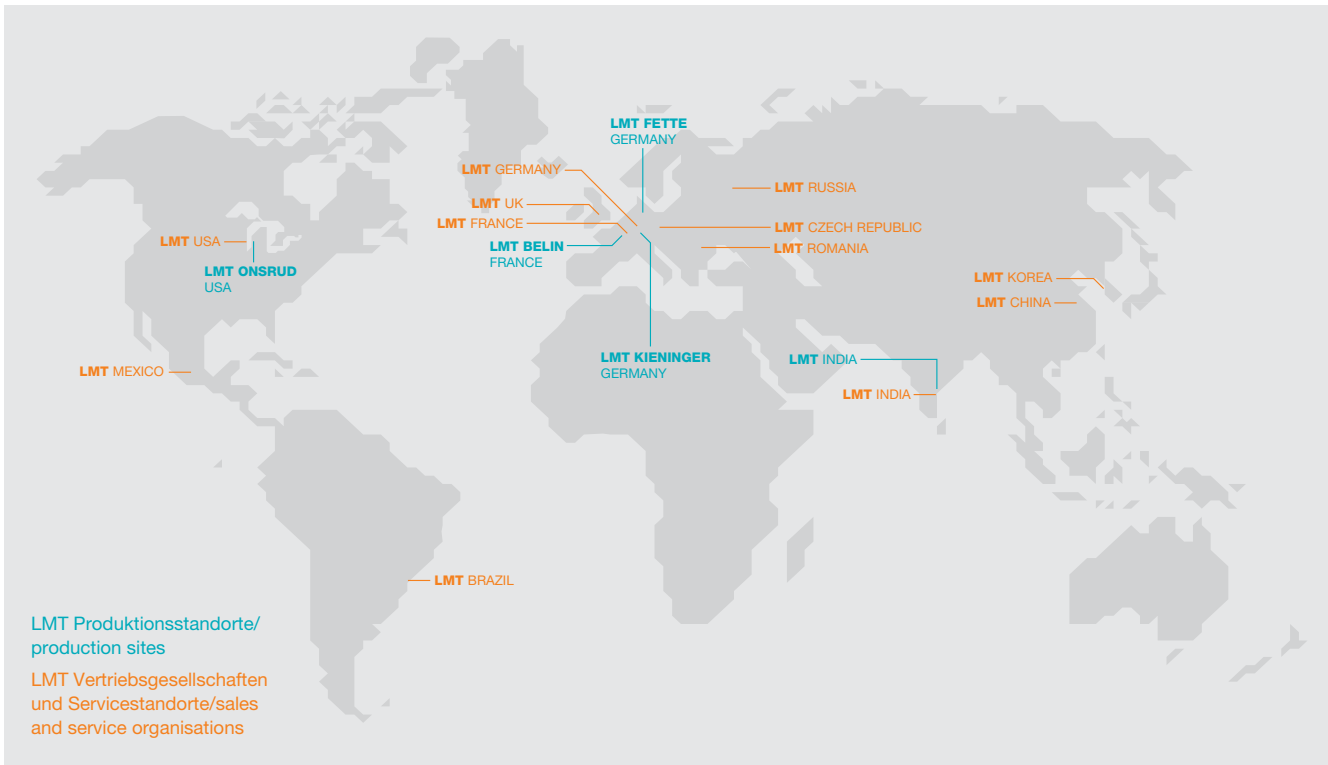 LMT FETTE
GERMANY
LMT GERMANY
LMT UK
LMT FRANCE
LMT BELIN
FRANCE
LMT RUSSIA
LMT CZECH REPUBLIC
LMT ROMANIA
LMT USA
LMT ONSRUD
USA
LMT KOREA
LMT CHINA
LMT MEXICO
LMT KIENINGER
GERMANY
LMT INDIA
LMT INDIA
LMT BRAZIL
LMT Produktionsstandorte/
production sites
LMT Vertriebsgesellschaften
und Servicestandorte/sales
and service organisations